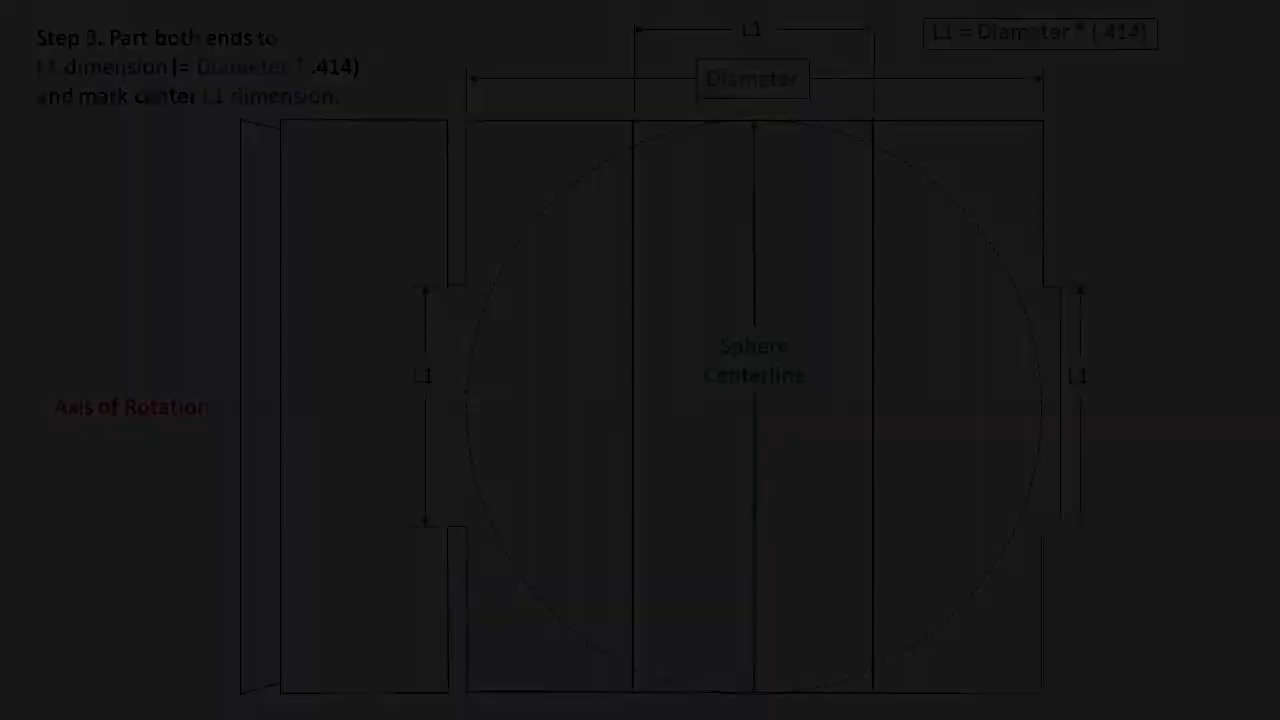 Step 3. Part both ends to
L1 dimension (= Diameter * .414)
and mark center L1 dimension.
L1
L1 = Diameter * (.414)
Diameter
Sphere
Centerline
L1
L1
Axis of Rotation